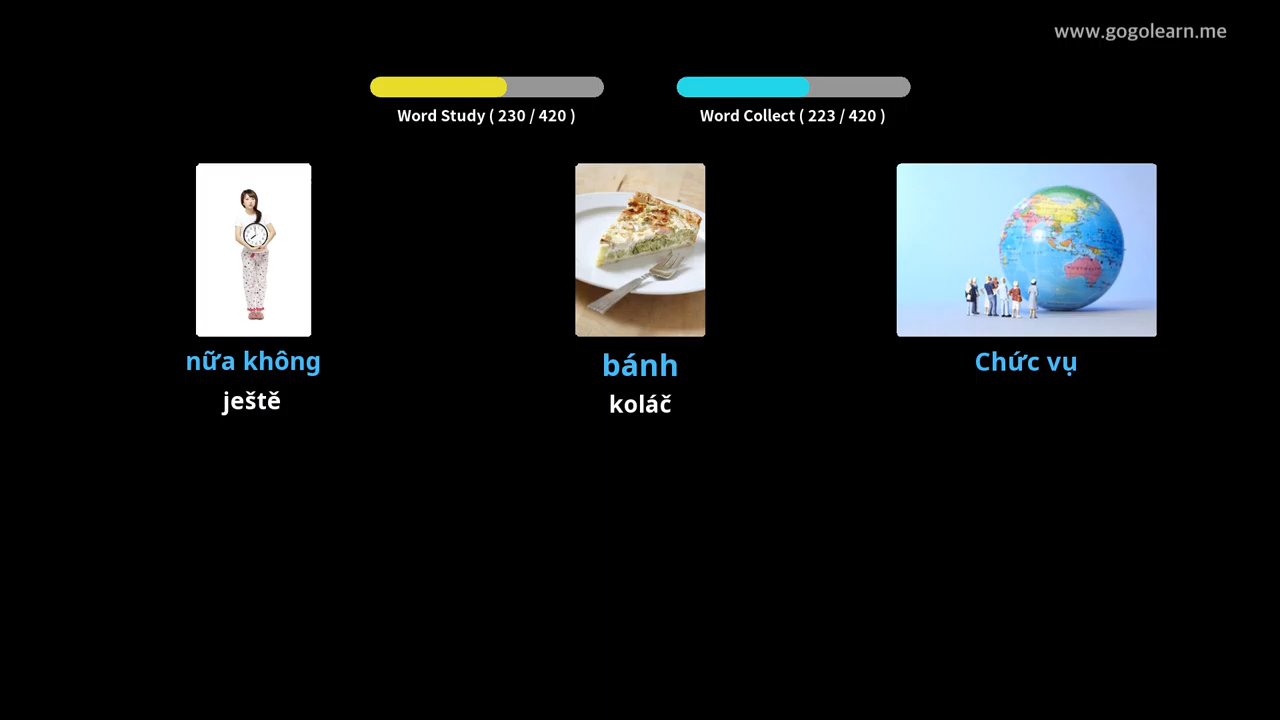 www.gogolearn.me
Word Study ( 230 / 420 )
Word Collect ( 223 / 420 )
nữa không
ještě
bánh
koláč
Chức vụ